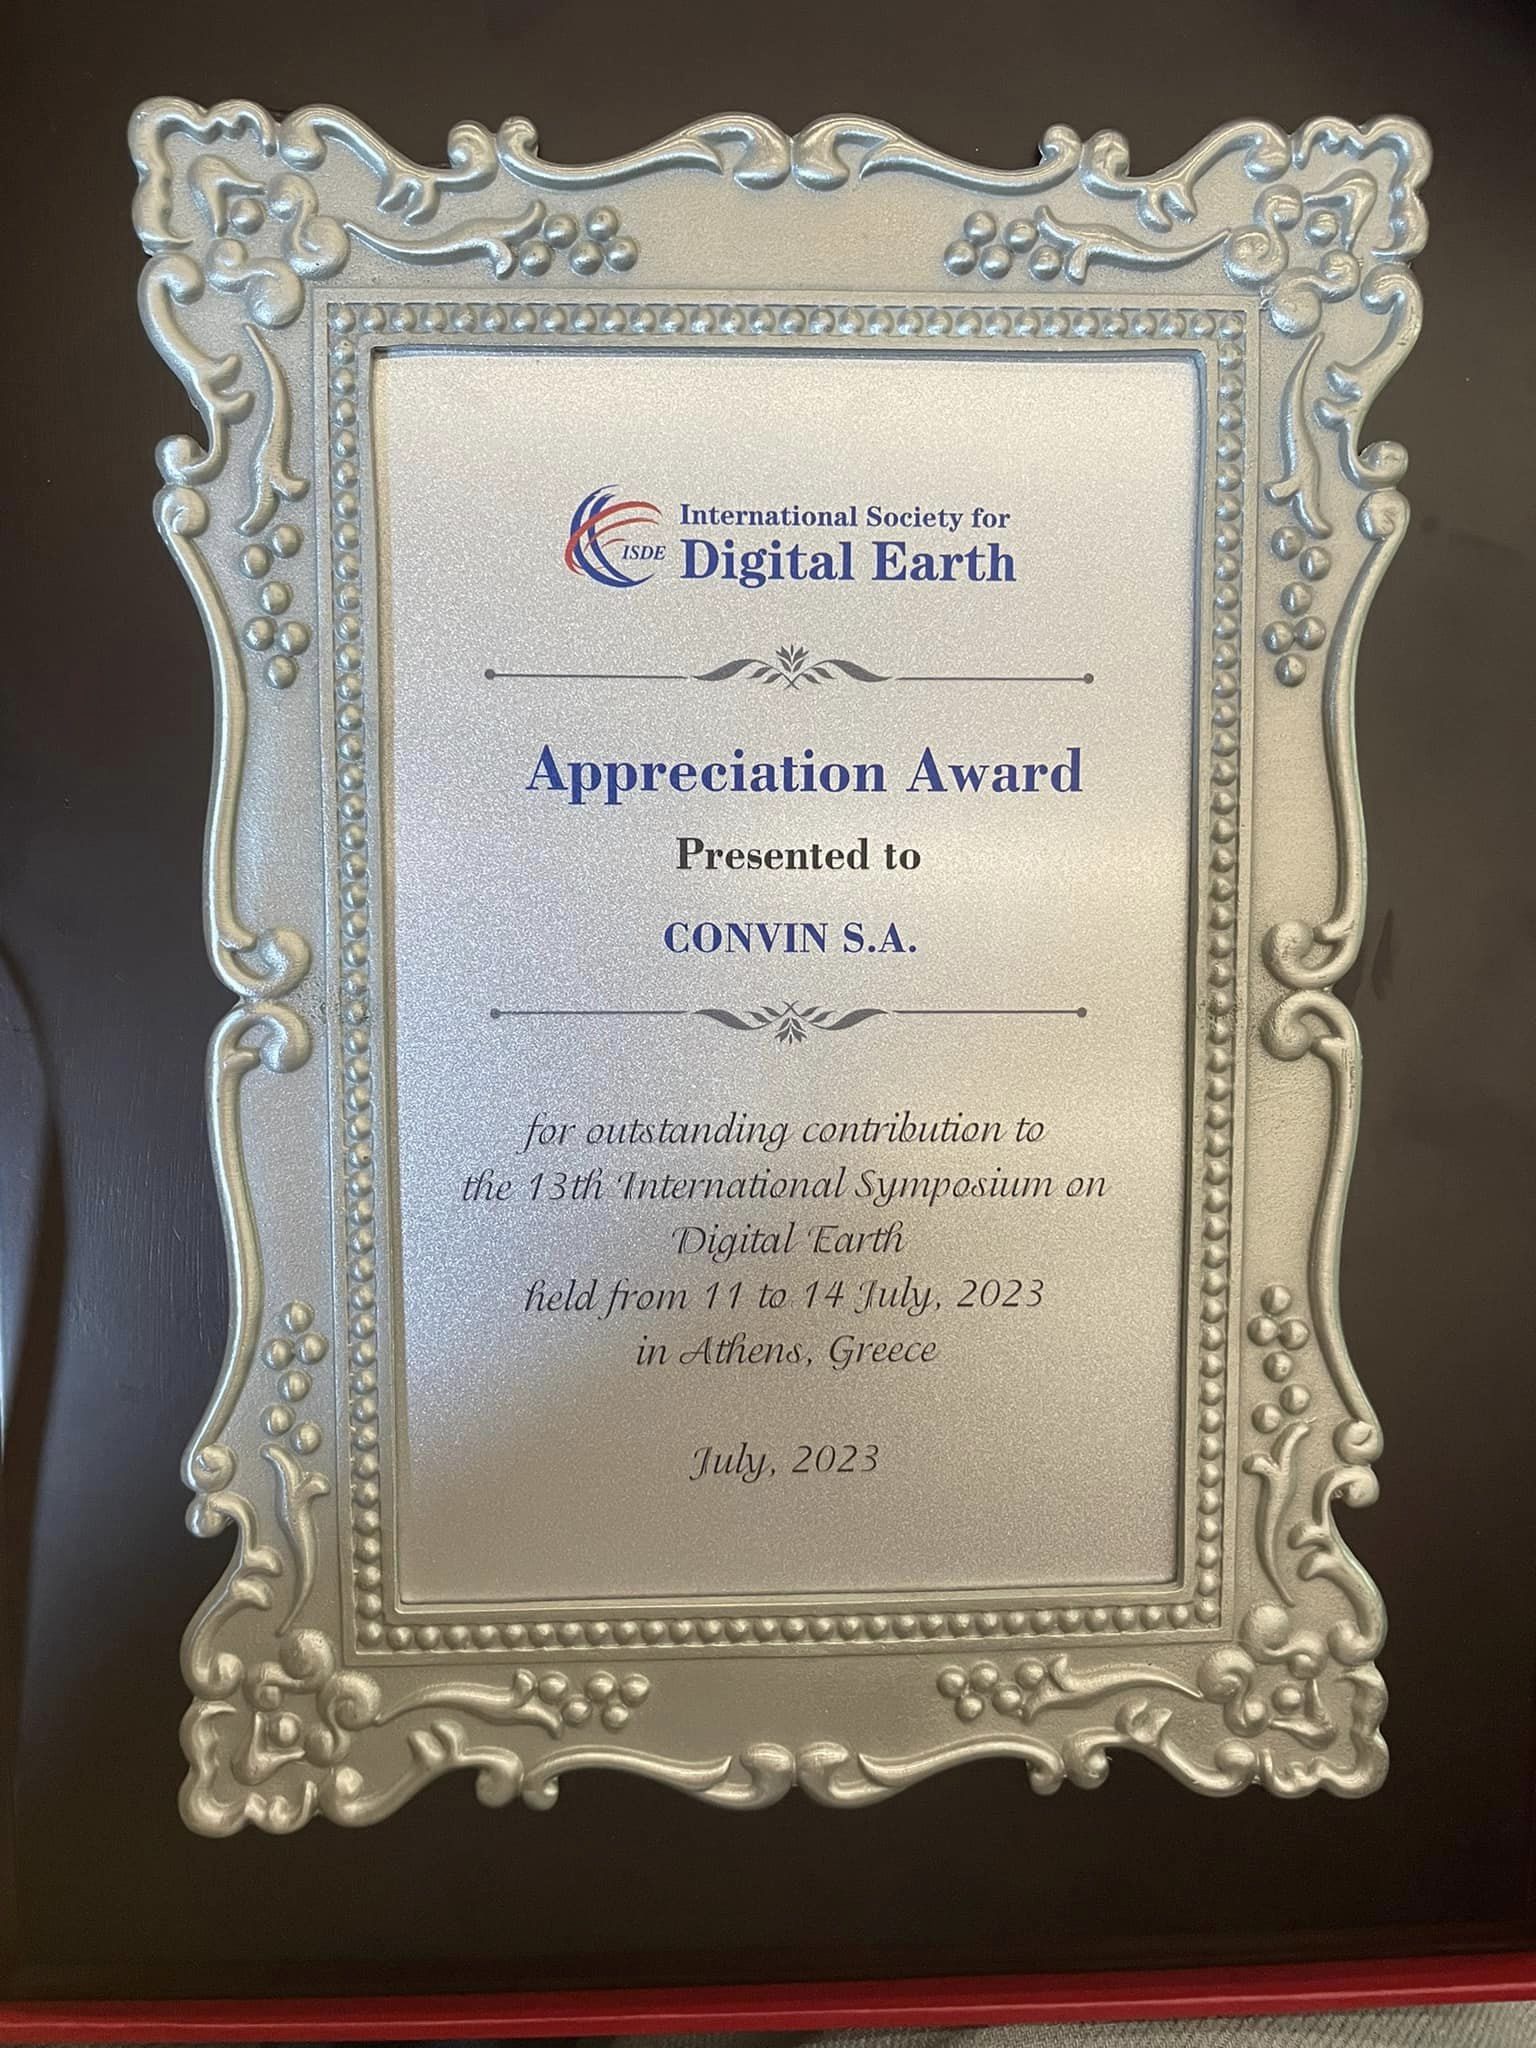 International Society for
ISDE Digital Earth
Appreciation Award
Presented to
CONVIN S.A.
for outstanding contribution to
the 13th International Symposium on
Digital Earth
held from 11 to 14 July, 2023
in Athens, Greece
July, 2023